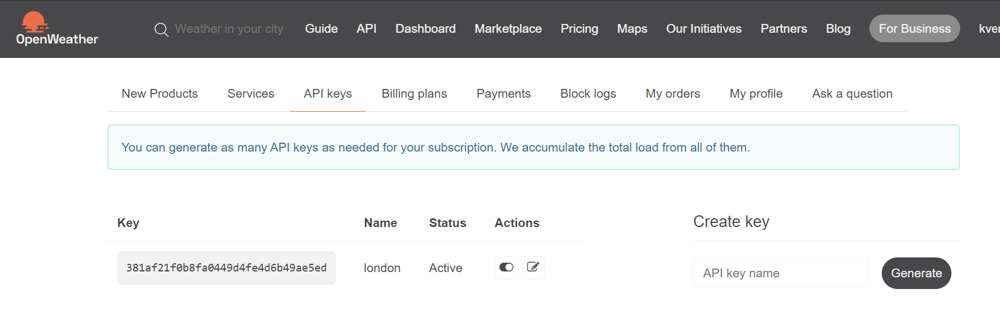 OpenWeather
Weather in your city Guide API Dashboard Marketplace Pricing Maps Our Initiatives Partners Blog For Business kver
New Products Services API keys Billing plans Payments Block logs My orders My profile Ask a question
You can generate as many API keys as needed for your subscription. We accumulate the total load from all of them.
Key Name Status Actions
Create key
381af21f0b8fa0449d4fe4d6b49ae5ed london Active
API key name Generate